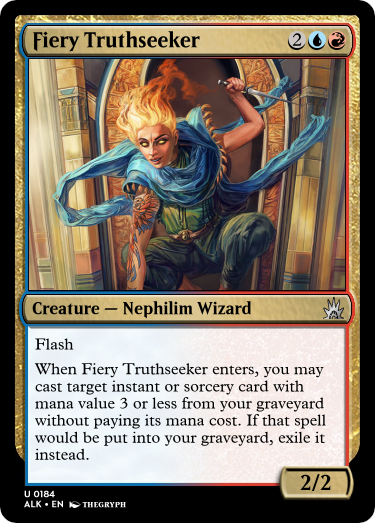 Fiery Truthseeker 2
Creature — Nephilim Wizard
Flash
When Fiery Truthseeker enters, you may
cast target instant or sorcery card with
mana value 3 or less from your graveyard
without paying its mana cost. If that spell
would be put into your graveyard, exile it
instead.
2/2
U 0184
ALK • EN THEGRYPH